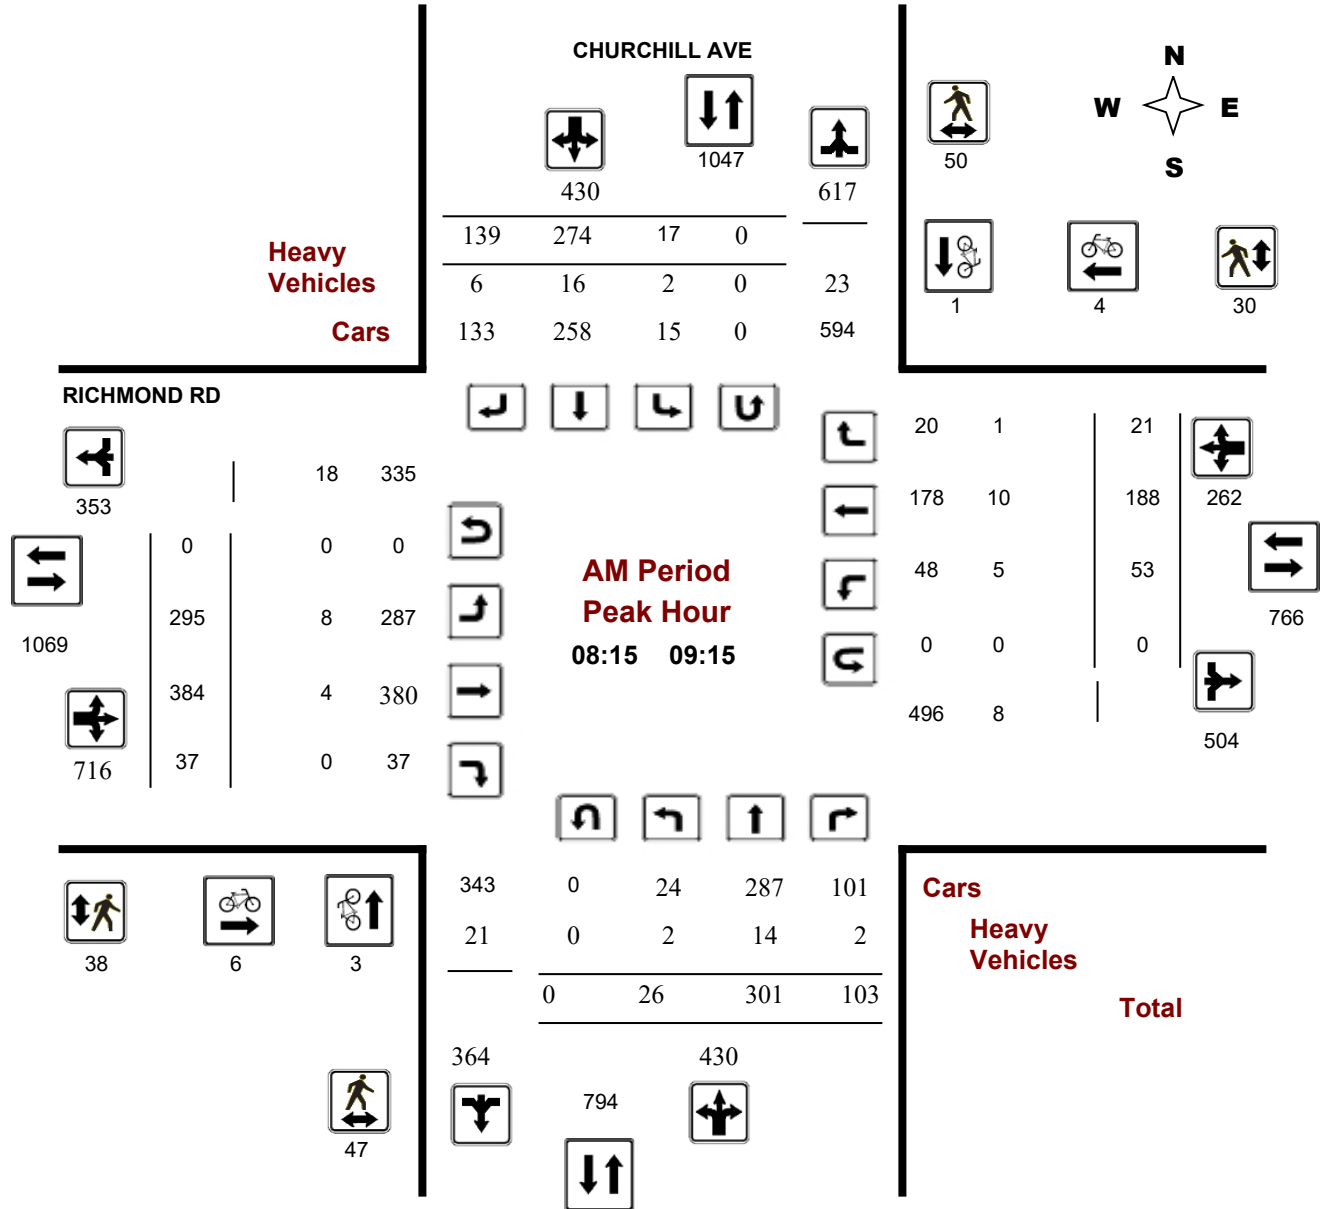 CHURCHILL AVE
N
W E
S
1047
50
430
617
139 274 17 0
Heavy
Vehicles
6 16 2 0 23
1 4 30
Cars
133 258 15 0 594
RICHMOND RD
20 1 21
18 335
353
178 10 188 262
0 0 0
AM Period
48 5 53
Peak Hour
295 8 287
766
1069
08:15 09:15
0 0 0
384 4 380
496 8
504
716 37 0 37
343 0 24 287 101
Cars
21 0 2 14 2
Heavy
Vehicles
38 6 3
0 26 301 103
Total
364 430
794
47